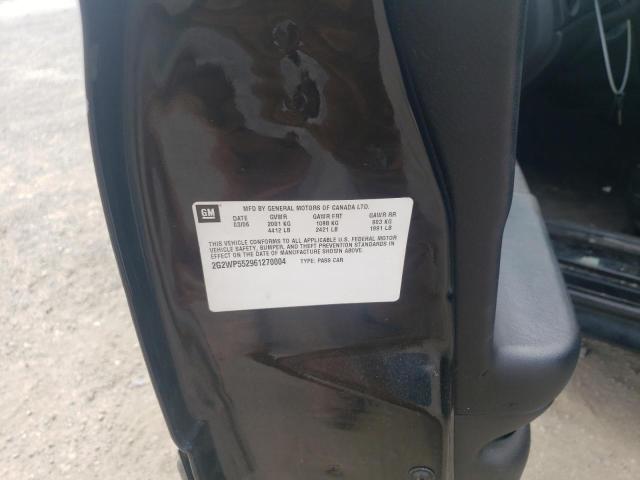 GM
MFD BY GENERAL MOTORS OF CANADA LTD.
DATE GVWR GAWR FRT GAWR RR
03/06 2001 KG 1098 KG 903 KG
4412 LB 2421 LB 1991 LB
THIS VEHICLE CONFORMS TO ALL APPLICABLE U.S. FEDERAL MOTOR
VEHICLE SAFETY, BUMPER, AND THEFT PREVENTION STANDARDS IN
EFFECT ON THE DATE OF MANUFACTURE SHOWN ABOVE.
2G2WP552961270004 TYPE: PASS CAR